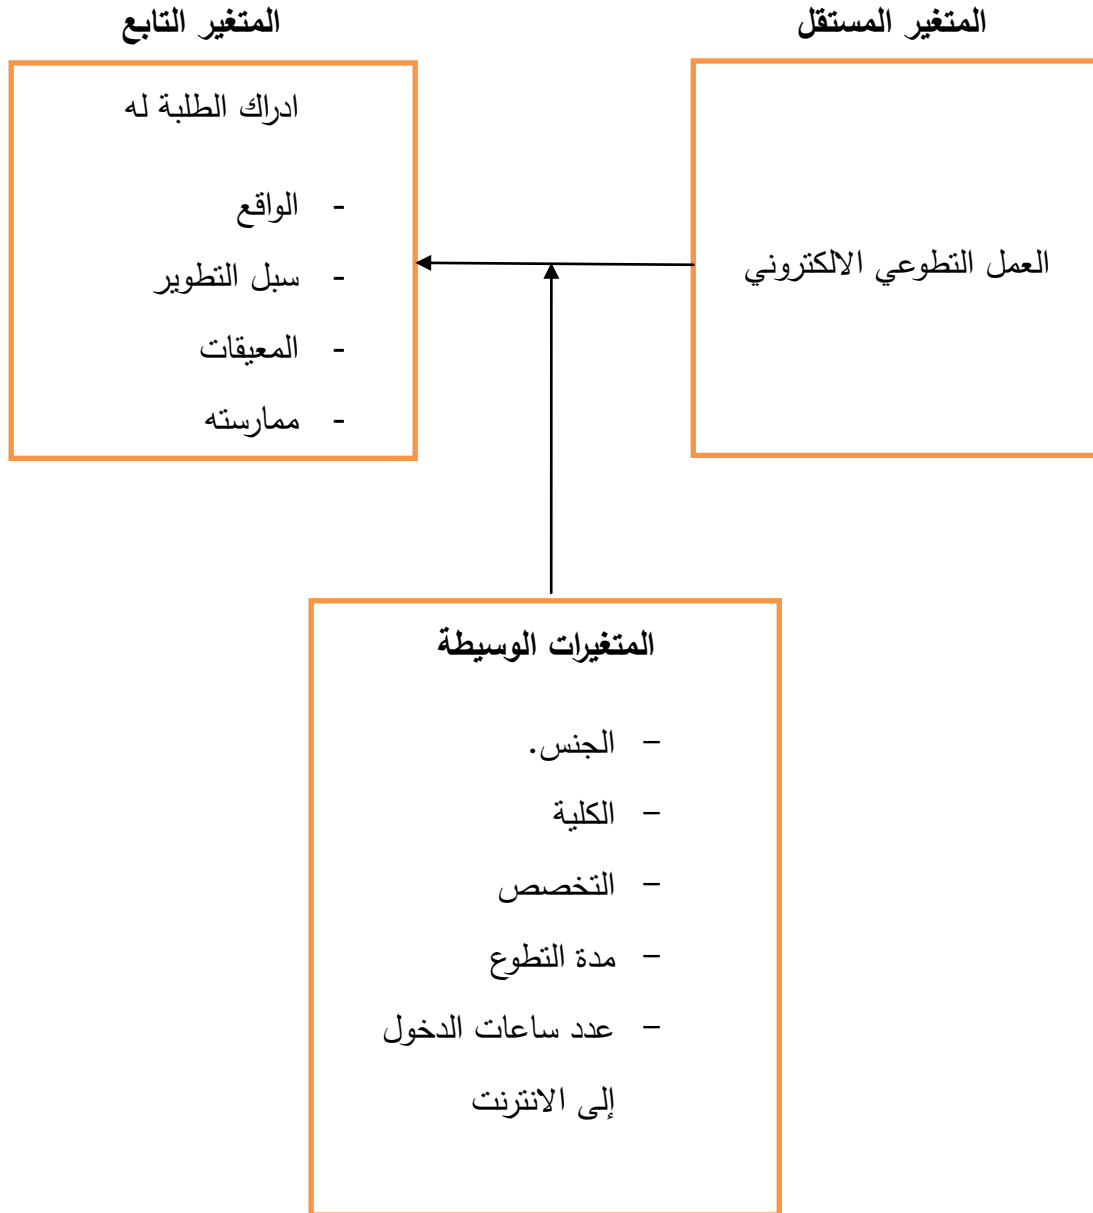 المتغير المستقل
العمل التطوعي الالكتروني
المتغير التابع
ادراك الطلبة له
- الواقع
- سبل التطوير
- المعيقات
- ممارسته
المتغيرات الوسيطة
– الجنس.
– الكلية
– التخصص
– مدة التطوع
– عدد ساعات الدخول
إلى الانترنت